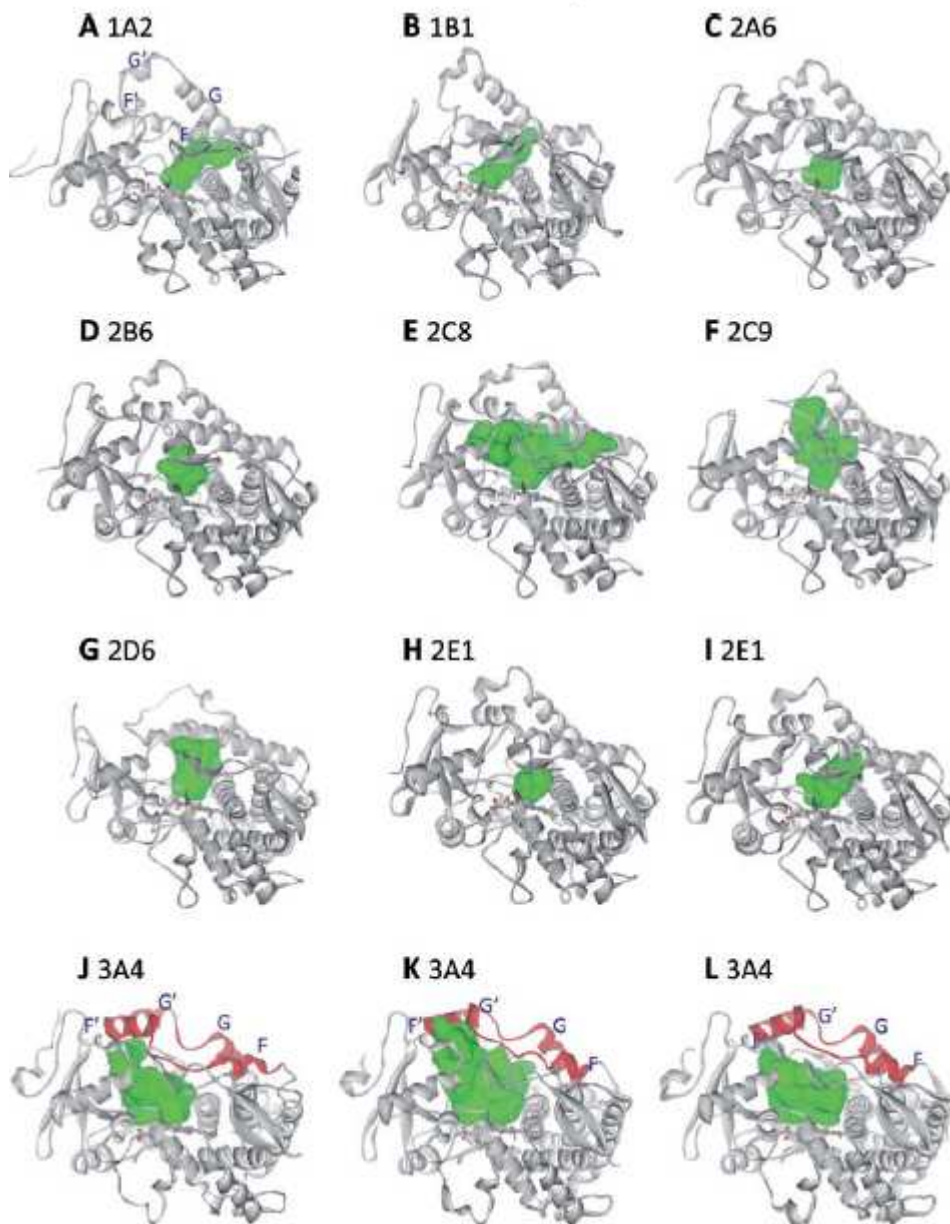 A 1A2
B 1B1
C 2A6
G'
F'
G
F
D 2B6
E 2C8
F 2C9
G 2D6
H 2E1
I 2E1
J 3A4
K 3A4
L 3A4
F' G' G F
F' G' G F
G' G F